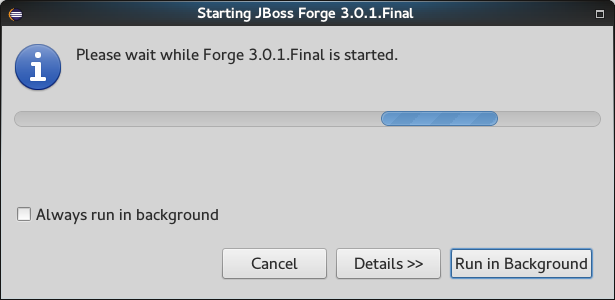 Starting JBoss Forge 3.0.1.Final
Please wait while Forge 3.0.1.Final is started.
Always run in background
Cancel
Details >>
Run in Background